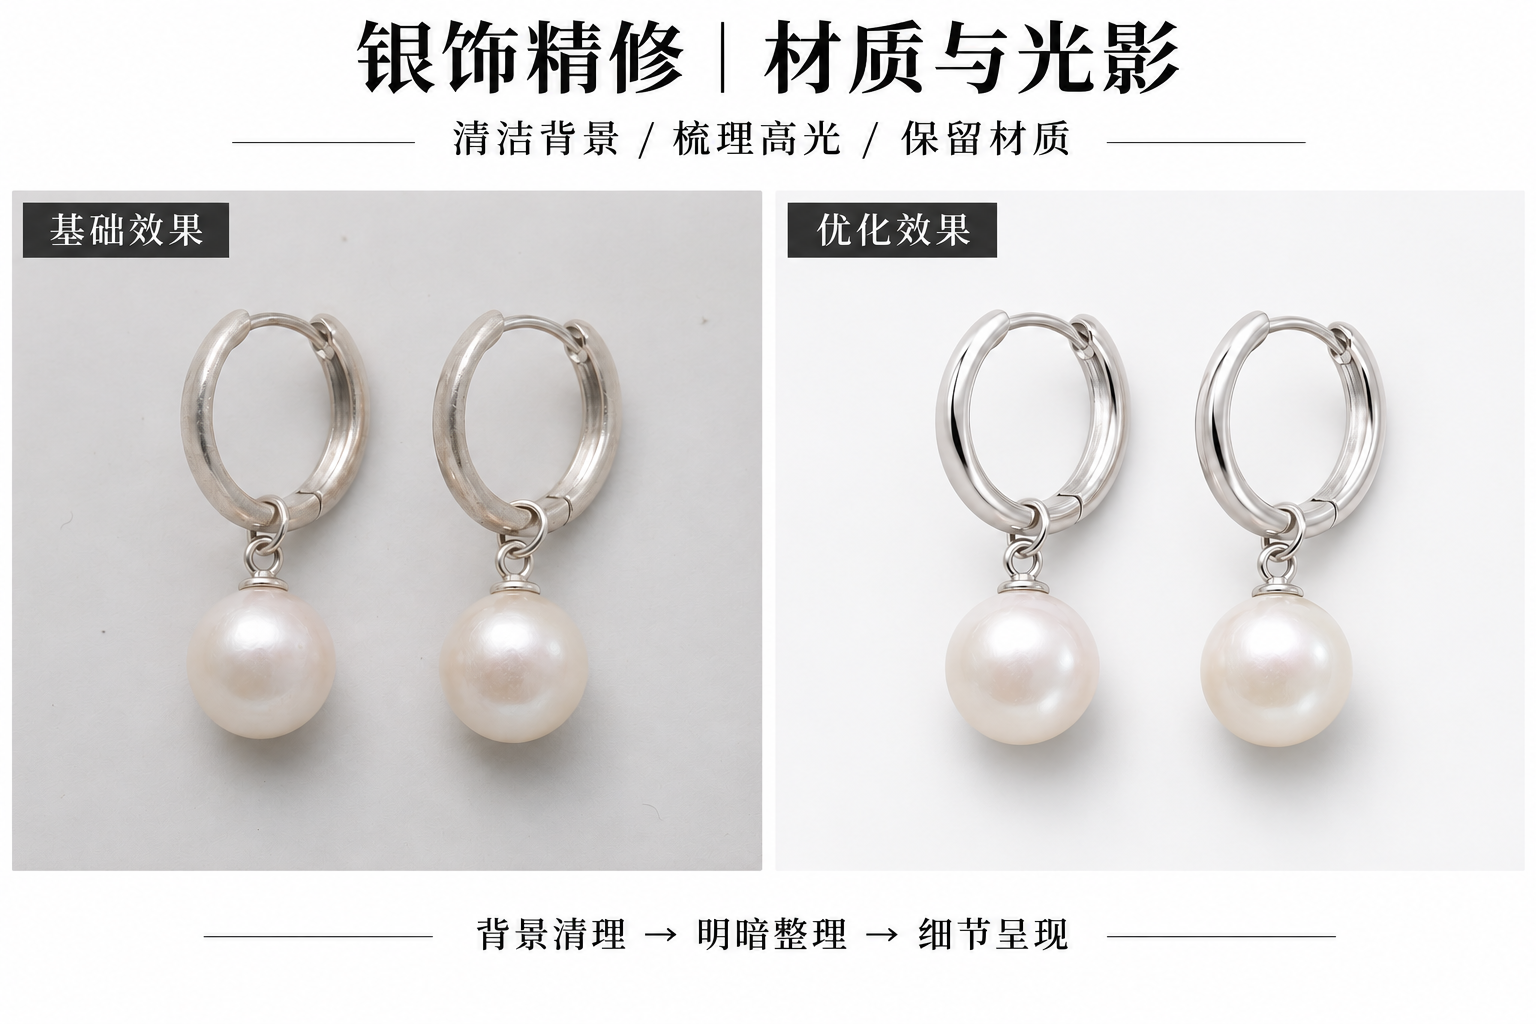 银饰精修｜材质与光影
清洁背景 / 梳理高光 / 保留材质
基础效果
优化效果
背景清理 → 明暗整理 → 细节呈现